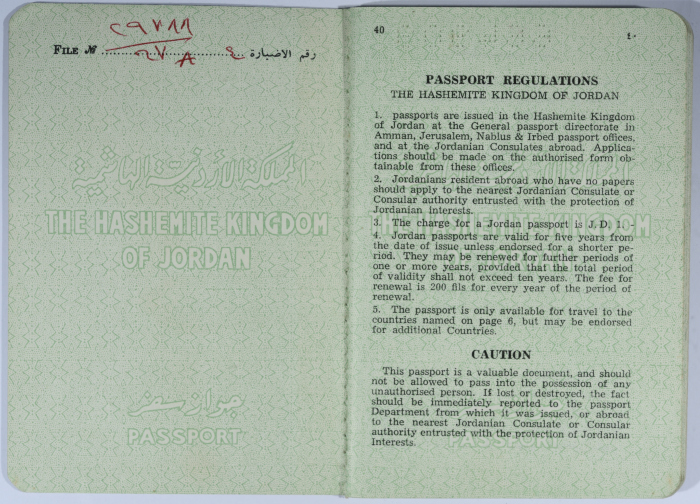 ٢٩٧٨٨
FILE № رقم الاضبارة
المملكة الأردنية الهاشمية
THE HASHEMITE KINGDOM
OF JORDAN
جواز سفر
PASSPORT
40
٤٠
PASSPORT REGULATIONS
THE HASHEMITE KINGDOM OF JORDAN
1. passports are issued in the Hashemite Kingdom
of Jordan at the General passport directorate in
Amman, Jerusalem, Nablus & Irbed passport offices,
and at the Jordanian Consulates abroad. Applica-
tions should be made on the authorised form ob-
tainable from these offices.
2. Jordanians resident abroad who have no papers
should apply to the nearest Jordanian Consulate or
Consular authority entrusted with the protection of
Jordanian interests.
3. The charge for a Jordan passport is J.D. 1.
4. Jordan passports are valid for five years from
the date of issue unless endorsed for a shorter pe-
riod. They may be renewed for further periods of
one or more years, provided that the total period
of validity shall not exceed ten years. The fee for
renewal is 200 fils for every year of the period of
renewal.
5. The passport is only available for travel to the
countries named on page 6, but may be endorsed
for additional Countries.
CAUTION
This passport is a valuable document, and should
not be allowed to pass into the possession of any
unauthorised person. If lost or destroyed, the fact
should be immediately reported to the passport
Department from which it was issued, or abroad
to the nearest Jordanian Consulate or Consular
authority entrusted with the protection of Jordanian
Interests.